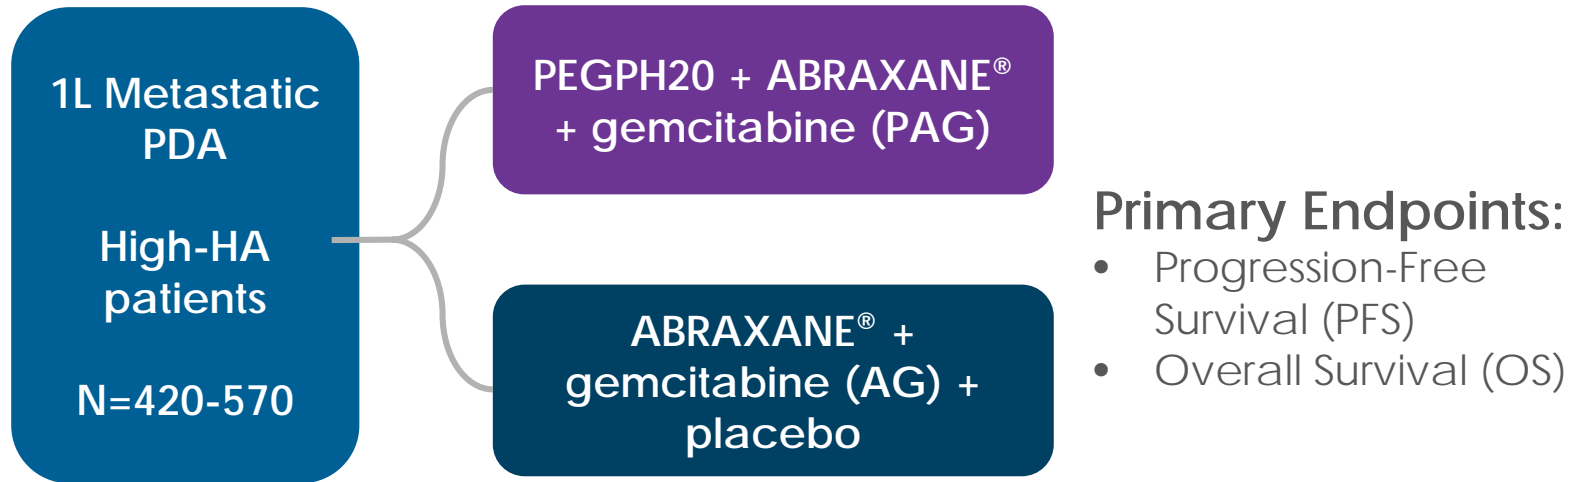 1L Metastatic
PDA
High-HA
patients
N=420-570
PEGPH20 + ABRAXANE®
+ gemcitabine (PAG)
ABRAXANE® +
gemcitabine (AG) +
placebo
Primary Endpoints:
• Progression-Free
Survival (PFS)
• Overall Survival (OS)